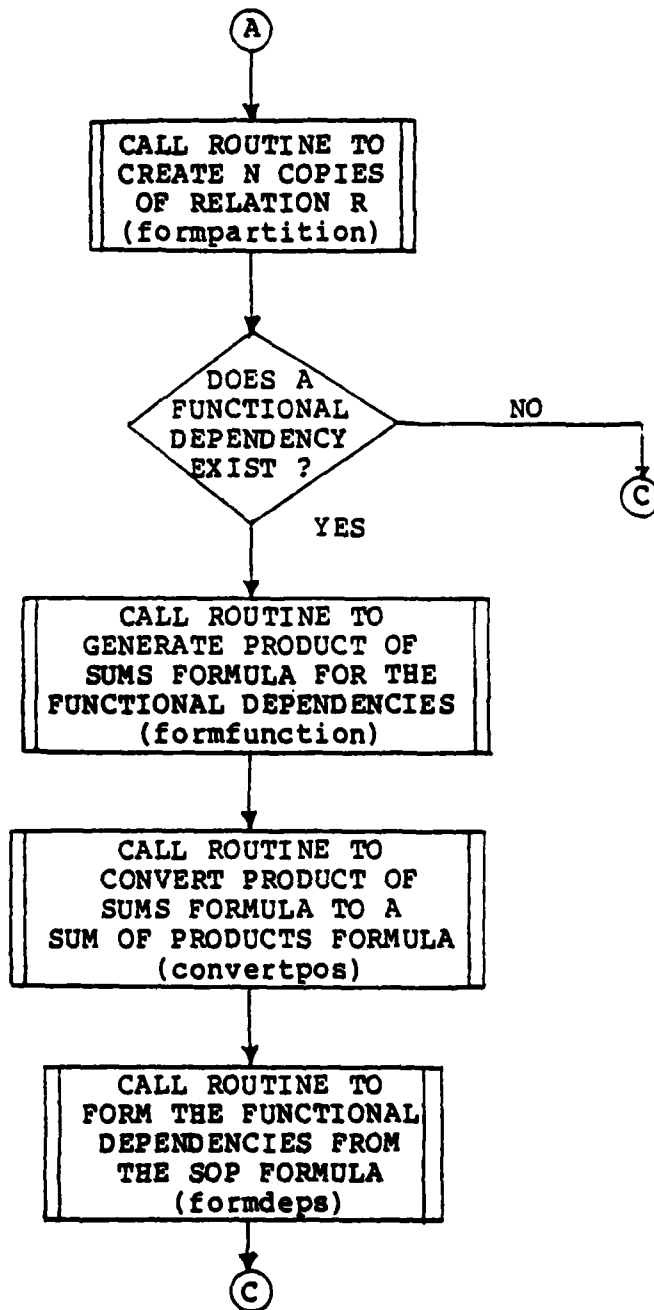 A
CALL ROUTINE TO
CREATE N COPIES
OF RELATION R
(formpartition)
DOES A
FUNCTIONAL
DEPENDENCY
EXIST ?
NO
C
YES
CALL ROUTINE TO
GENERATE PRODUCT OF
SUMS FORMULA FOR THE
FUNCTIONAL DEPENDENCIES
(formfunction)
CALL ROUTINE TO
CONVERT PRODUCT OF
SUMS FORMULA TO A
SUM OF PRODUCTS FORMULA
(convertpos)
CALL ROUTINE TO
FORM THE FUNCTIONAL
DEPENDENCIES FROM
THE SOP FORMULA
(formdeps)
C